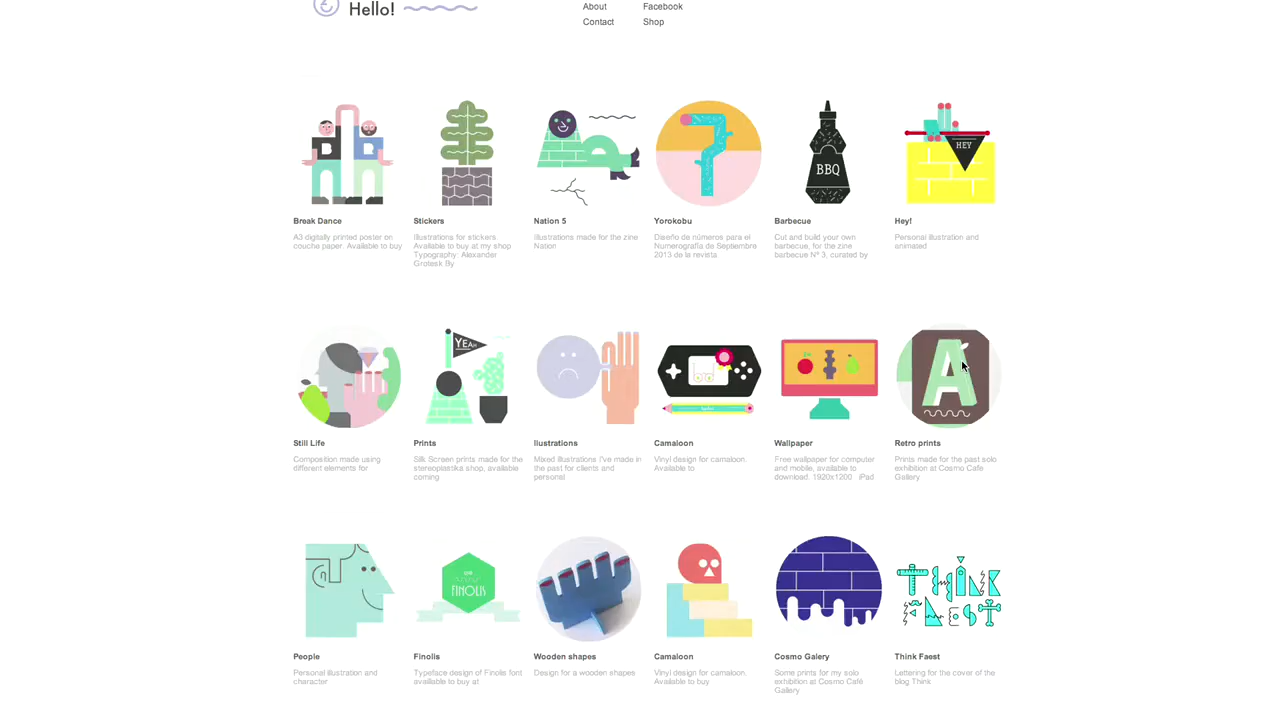 Hello!
About
Facebook
Contact
Shop
BBQ
HEY
Break Dance
Stickers
Nation 5
Yorokobu
Barbecue
Hey!
A3 digitally printed poster on
couche paper. Available to buy
Illustrations for stickers
Available to buy at my shop
Typography: Alexander
Grotesk By
Illustrations made for the zine
Nation
Diseño de números para el
Numerografía de Septiembre
2013 de la revista
Cut and build your own
barbecue, for the zine
barbecue Nº 3, curated by
Personal illustration and
animated
YEAH
A
Still Life
Prints
Ilustrations
Camaloon
Wallpaper
Retro prints
Composition made using
different elements for
Silk Screen prints made for the
stereoplastika shop, available
coming
Mixed illustrations I've made in
the past for clients and
personal
Vinyl design for camaloon.
Available to
Free wallpaper for computer
and mobile, available to
download. 1920x1200 iPad
Prints made for the past solo
exhibition at Cosmo Café
Gallery
FINOLIS
THINK
FAEST
People
Finolis
Wooden shapes
Camaloon
Cosmo Galery
Think Faest
Personal illustration and
character
Typeface design of Finolis font
availlable to buy at
Design for a wooden shapes
Vinyl design for camaloon.
Available to buy
Some prints for my solo
exhibition at Cosmo Café
Gallery
Lettering for the cover of the
blog Think